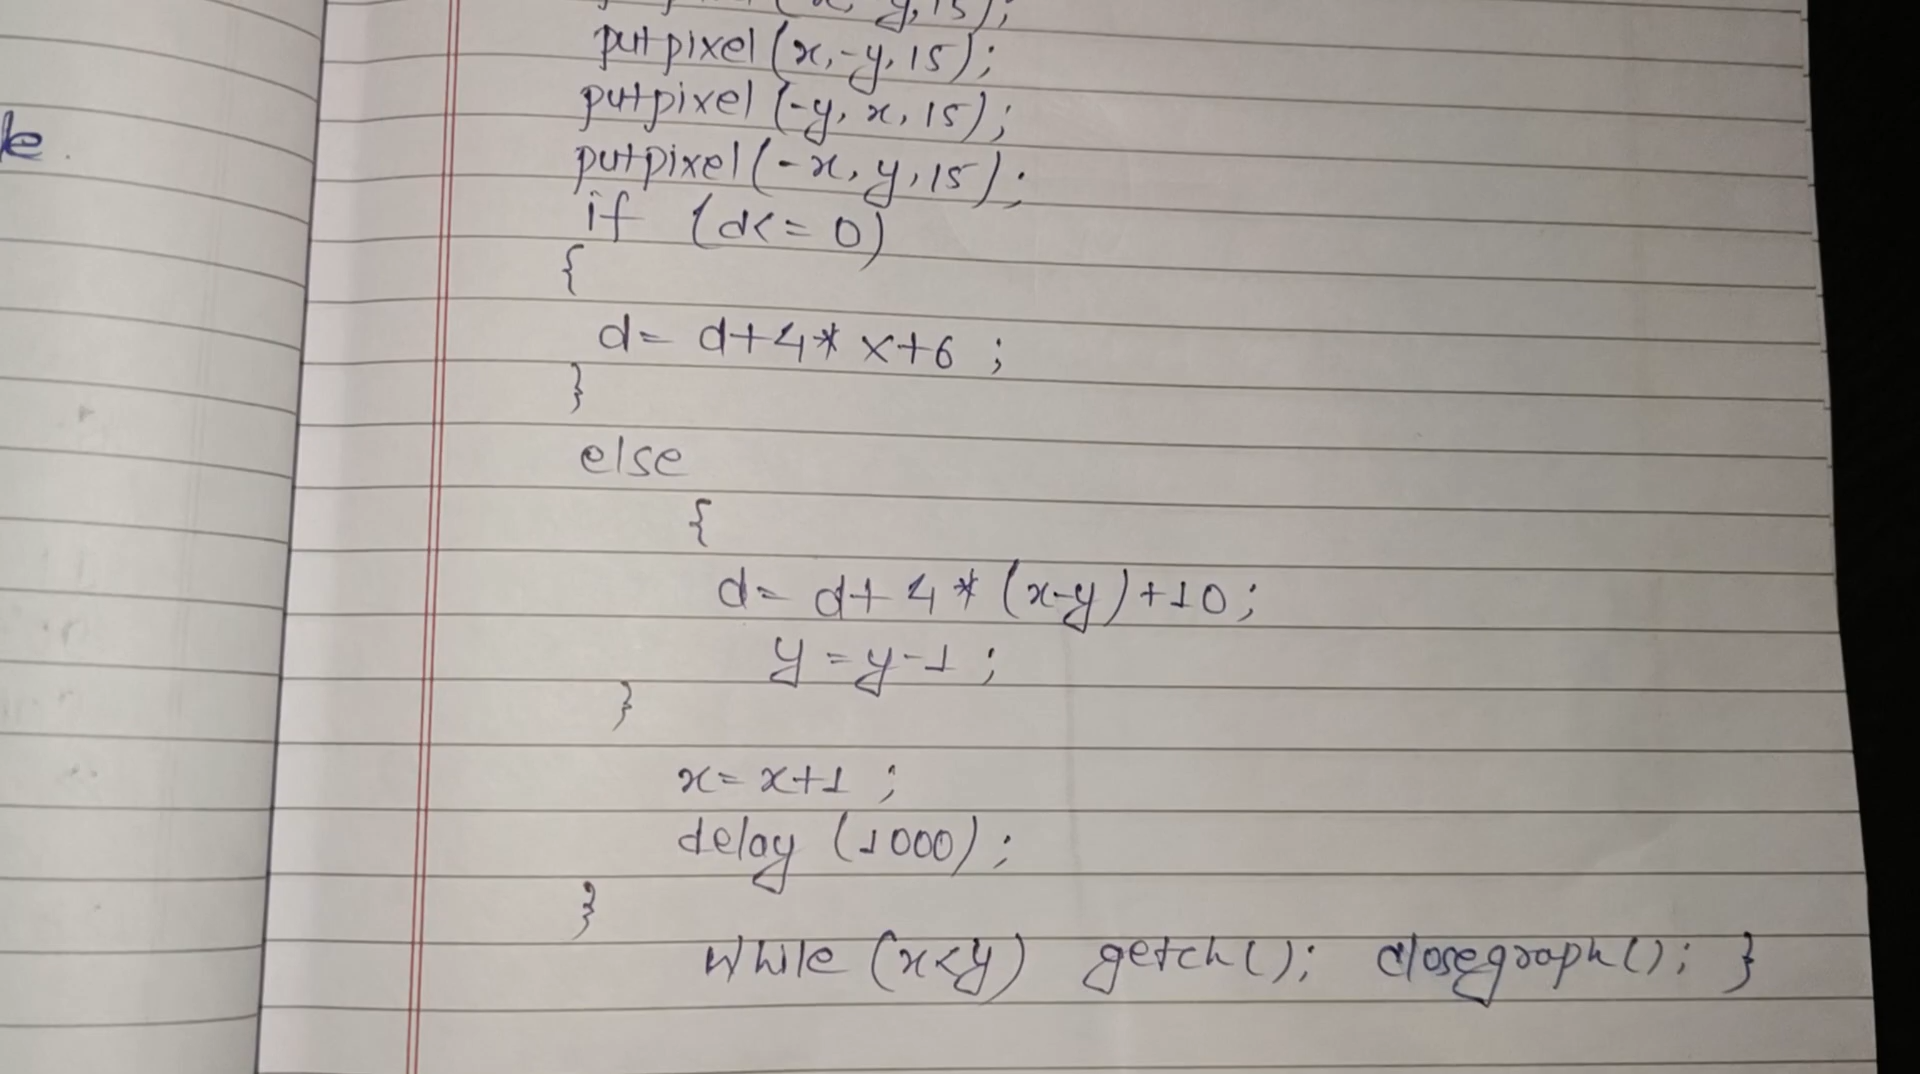 y,15);
putpixel (x,-y,15);
putpixel (-y, x, 15);
putpixel (-x, y, 15);
if (d<= 0)
{
d= d+4* x+6 ;
}
else
{
d= d+ 4 * (x-y)+10;
y = y-1 ;
}
x= x+1 ;
delay (1000);
}
while (x<y) getch(); closegraph(); }